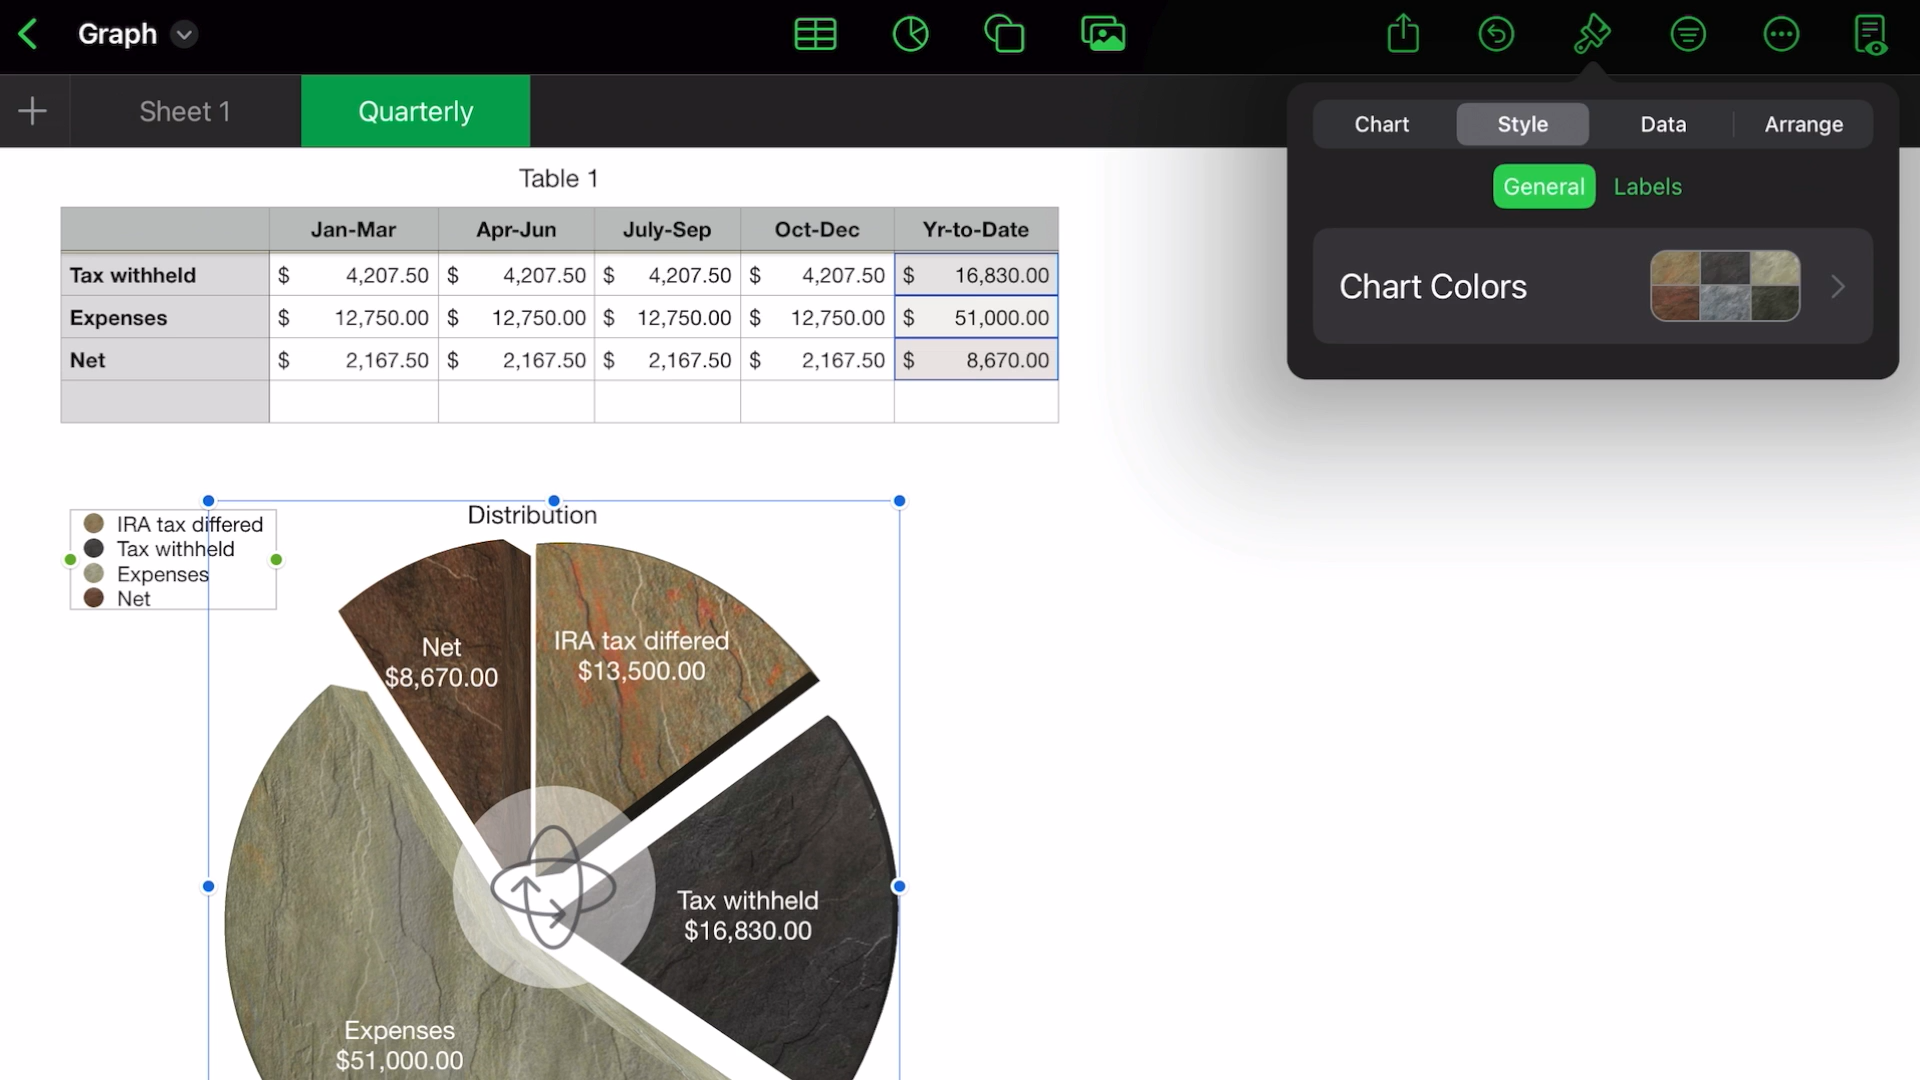 Graph
Chart Style Data Arrange
General Labels
Chart Colors
Sheet 1 Quarterly
Table 1
Jan-Mar Apr-Jun July-Sep Oct-Dec Yr-to-Date
Tax withheld $ 4,207.50 $ 4,207.50 $ 4,207.50 $ 4,207.50 $ 16,830.00
Expenses $ 12,750.00 $ 12,750.00 $ 12,750.00 $ 12,750.00 $ 51,000.00
Net $ 2,167.50 $ 2,167.50 $ 2,167.50 $ 2,167.50 $ 8,670.00
Distribution
IRA tax differed
Tax withheld
Expenses
Net
Net
$8,670.00
IRA tax differed
$13,500.00
Tax withheld
$16,830.00
Expenses
$51,000.00